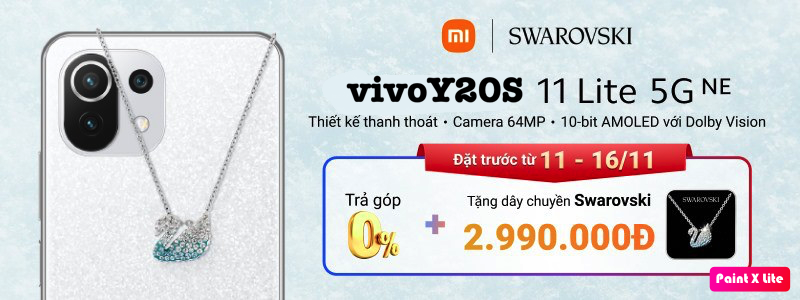 SWAROVSKI
vivoY20S 11 Lite 5G NE
Thiết kế thanh thoát • Camera 64MP • 10-bit AMOLED với Dolby Vision
Đặt trước từ 11 - 16/11
Trả góp
0%
+
Tặng dây chuyền Swarovski
2.990.000Đ
SWAROVSKI
Paint X Lite